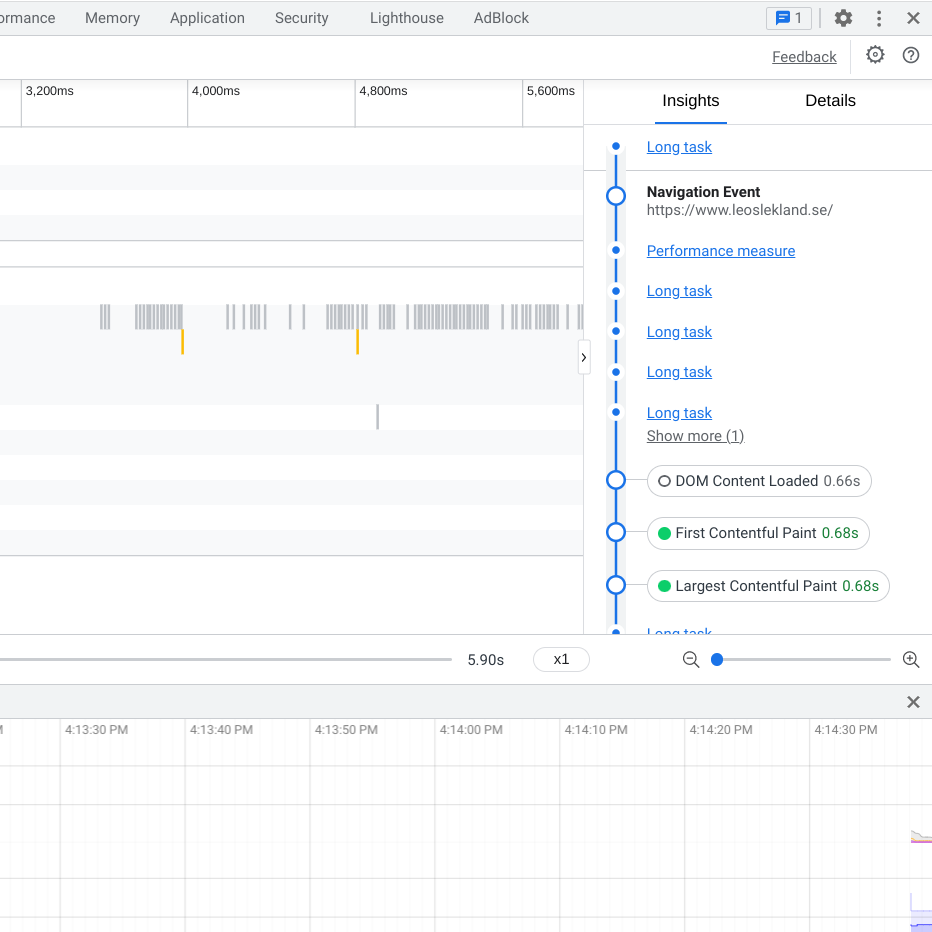 ormance Memory Application Security Lighthouse AdBlock 1
Feedback
3,200ms 4,000ms 4,800ms 5,600ms
Insights Details
Long task
Navigation Event
https://www.leoslekland.se/
Performance measure
Long task
Long task
Long task
Long task
Show more (1)
DOM Content Loaded 0.66s
First Contentful Paint 0.68s
Largest Contentful Paint 0.68s
Long task
5.90s x1
M 4:13:30 PM 4:13:40 PM 4:13:50 PM 4:14:00 PM 4:14:10 PM 4:14:20 PM 4:14:30 PM